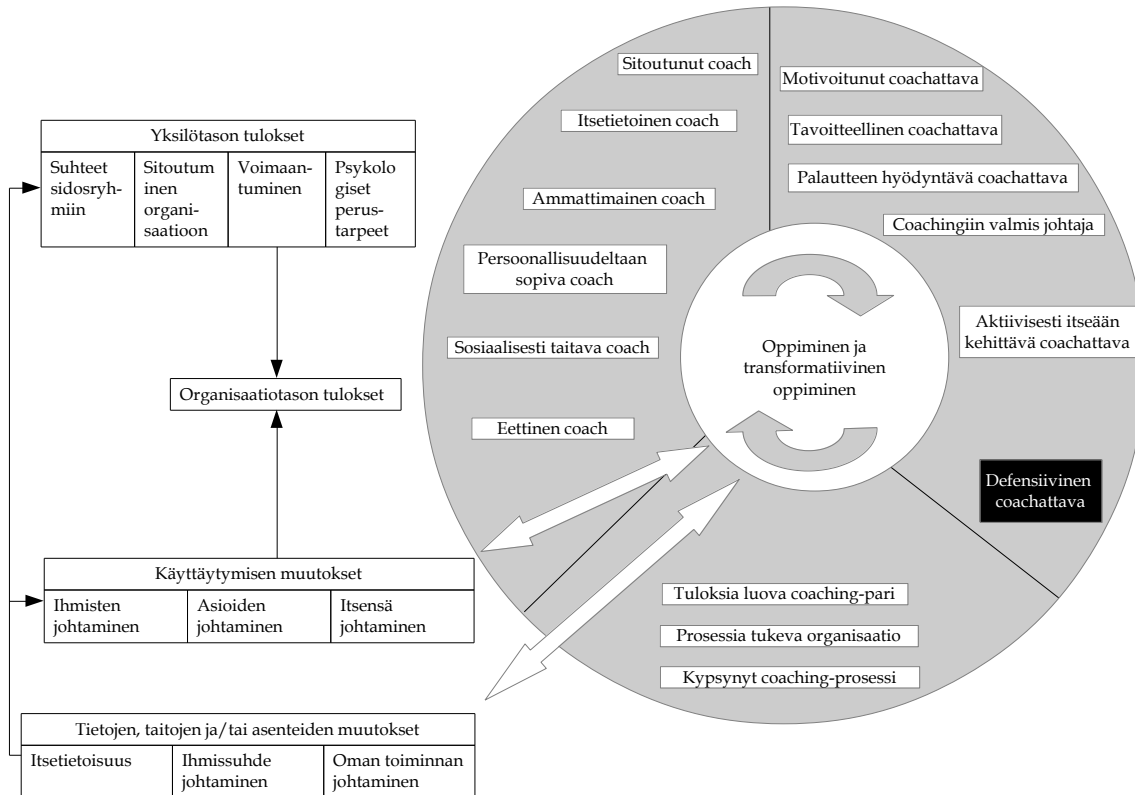 Yksilötason tulokset
Suhteet
sidosryh-
miin
Sitoutum
inen
organi-
saatioon
Voimaan-
tuminen
Psykolo
giset
perus-
tarpeet
Organisaatiotason tulokset
Käyttäytymisen muutokset
Ihmisten
johtaminen
Asioiden
johtaminen
Itsensä
johtaminen
Tietojen, taitojen ja/tai asenteiden muutokset
Itsetietoisuus
Ihmissuhde
johtaminen
Oman toiminnan
johtaminen
Sitoutunut coach
Itsetietoinen coach
Ammattimainen coach
Persoonallisuudeltaan
sopiva coach
Sosiaalisesti taitava coach
Eettinen coach
Motivoitunut coachattava
Tavoitteellinen coachattava
Palautteen hyödyntävä coachattava
Coachingiin valmis johtaja
Aktiivisesti itseään
kehittävä coachattava
Defensiivinen
coachattava
Oppiminen ja
transformatiivinen
oppiminen
Tuloksia luova coaching-pari
Prosessia tukeva organisaatio
Kypsynyt coaching-prosessi